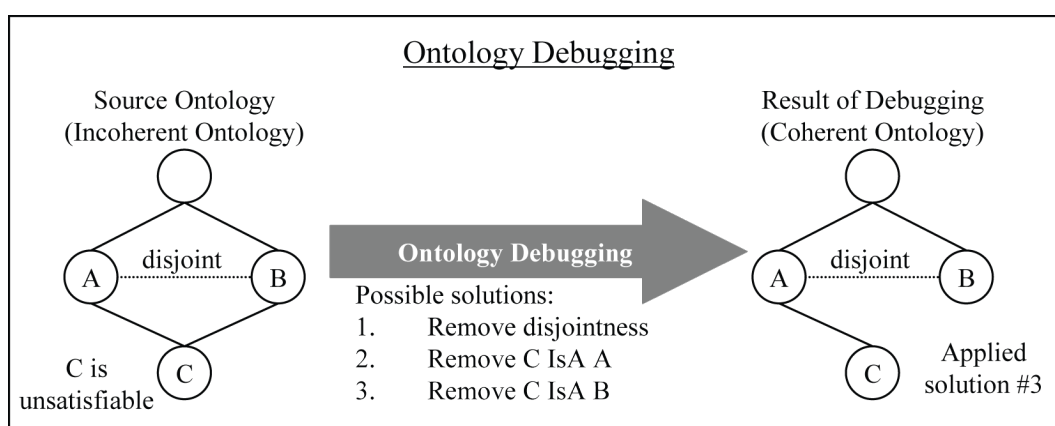 Ontology Debugging
Source Ontology
(Incoherent Ontology)
A
disjoint
B
C is
unsatisfiable
C
Ontology Debugging
Possible solutions:
1. Remove disjointness
2. Remove C IsA A
3. Remove C IsA B
Result of Debugging
(Coherent Ontology)
A
disjoint
B
C
Applied
solution #3